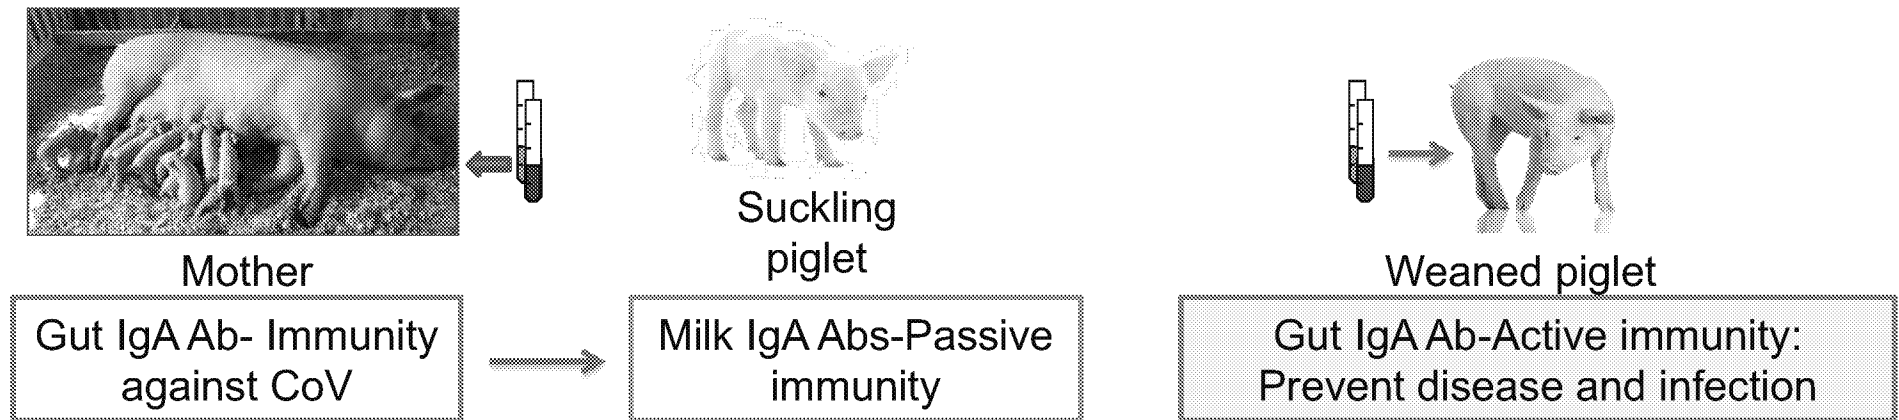 Mother
Gut IgA Ab- Immunity
against CoV
Suckling
piglet
Milk IgA Abs-Passive
immunity
Weaned piglet
Gut IgA Ab-Active immunity:
Prevent disease and infection